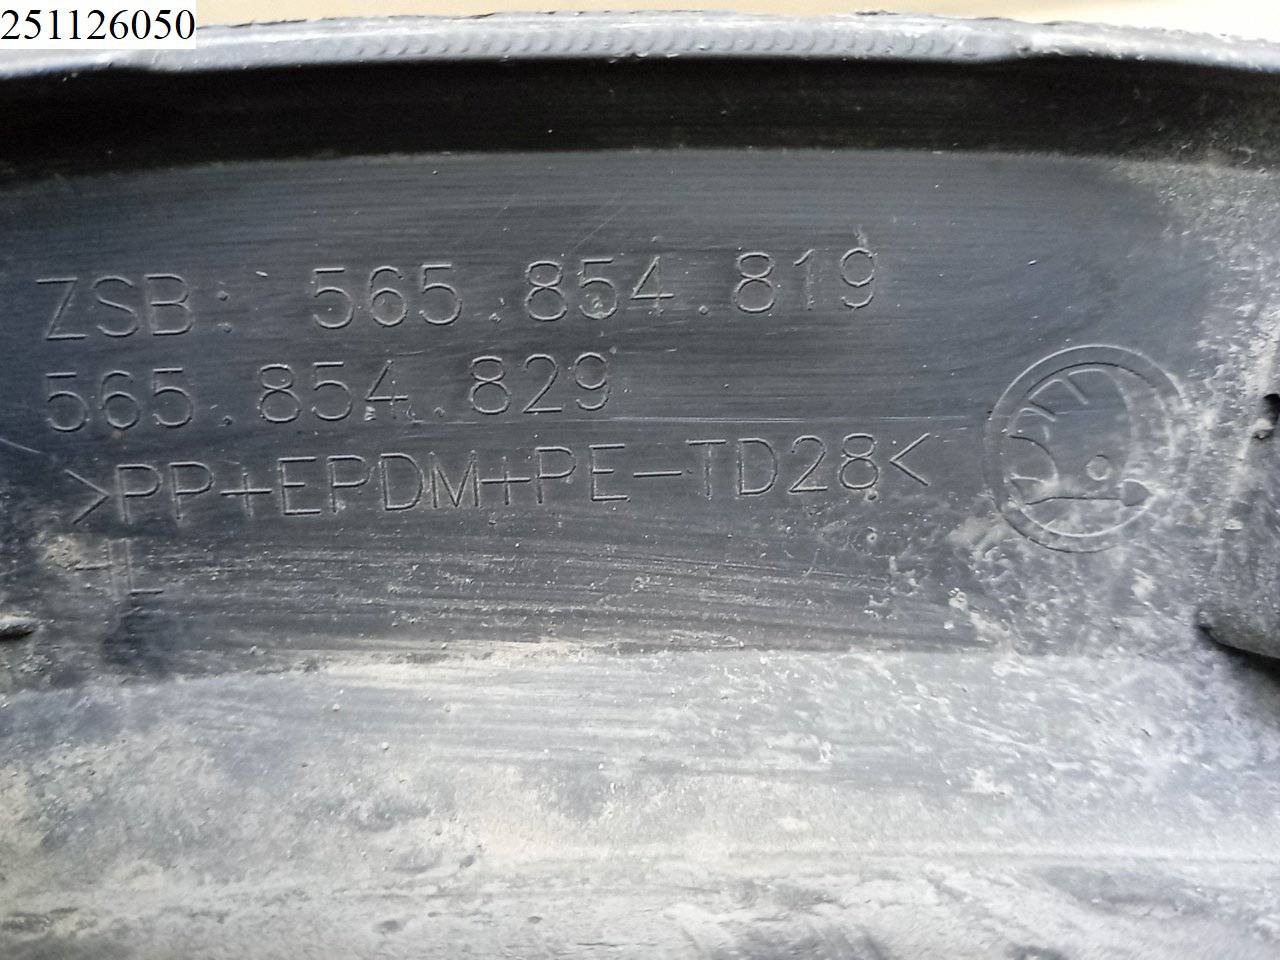 251126050
ZSB: 565.854.819
565.854.829
>PP+EPDM+PE-TD28<
L